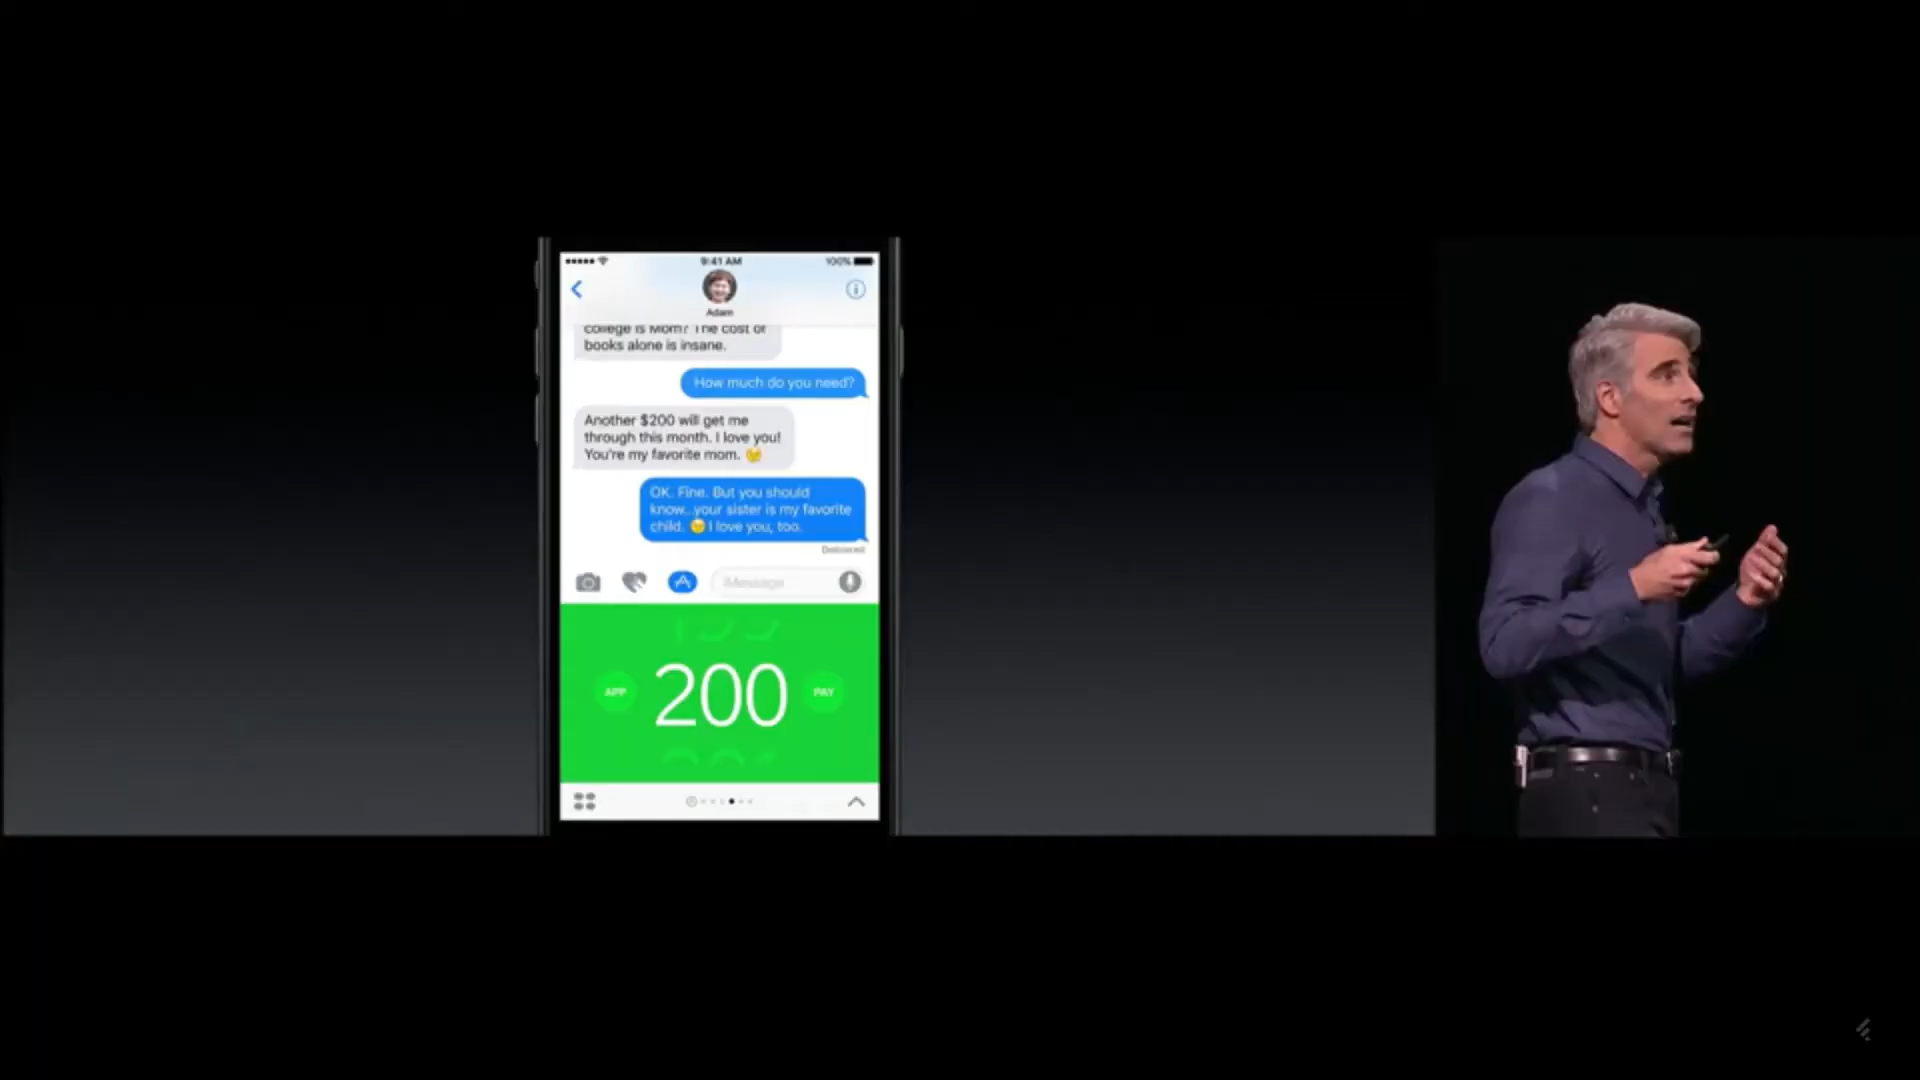 9:41 AM
100%
Adam
college is Mom? The cost of
books alone is insane.
How much do you need?
Another $200 will get me
through this month. I love you!
You're my favorite mom.
OK. Fine. But you should
know...your sister is my favorite
child. I love you, too.
Delivered
iMessage
APP
200
PAY